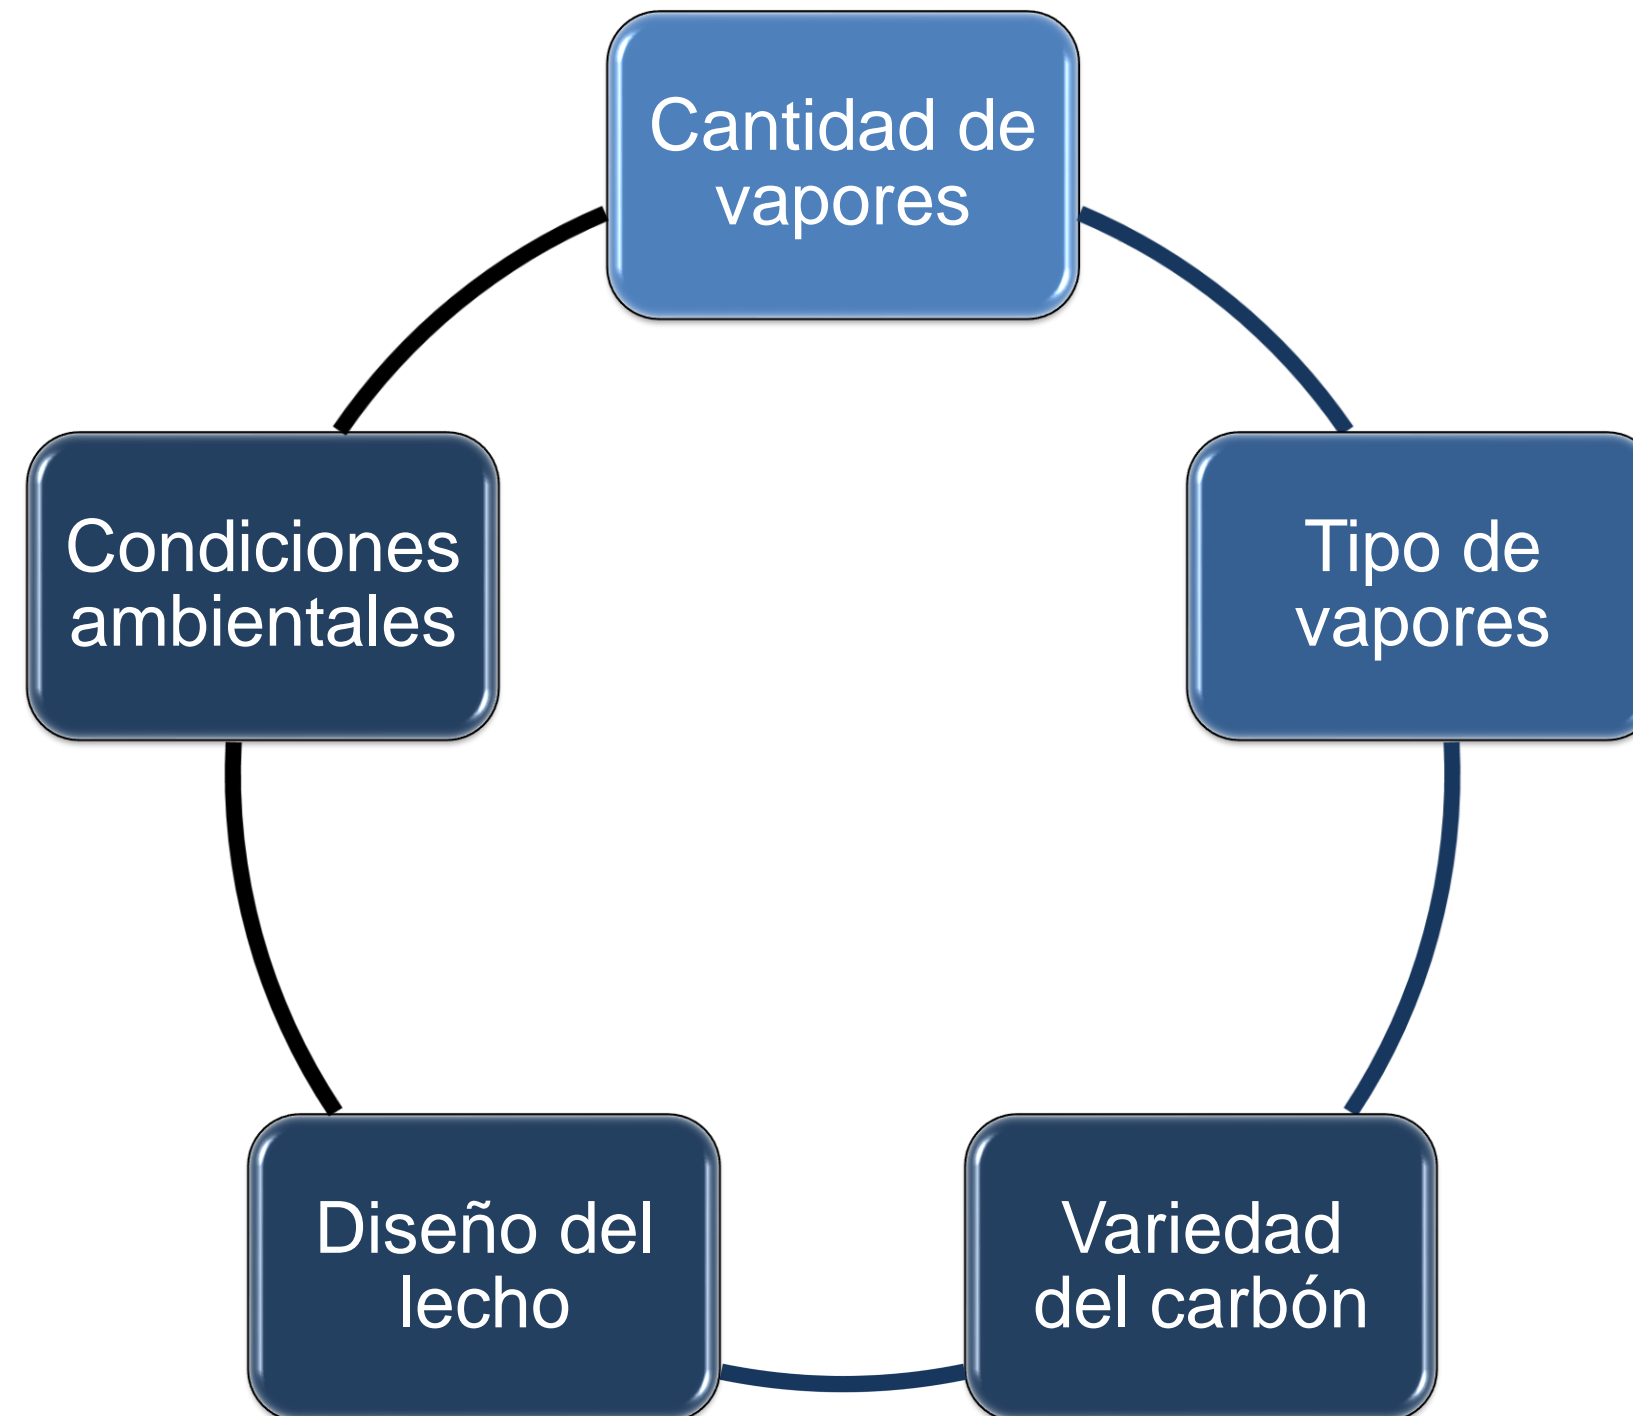 Cantidad de
vapores
Condiciones
ambientales
Tipo de
vapores
Diseño del
lecho
Variedad
del carbón